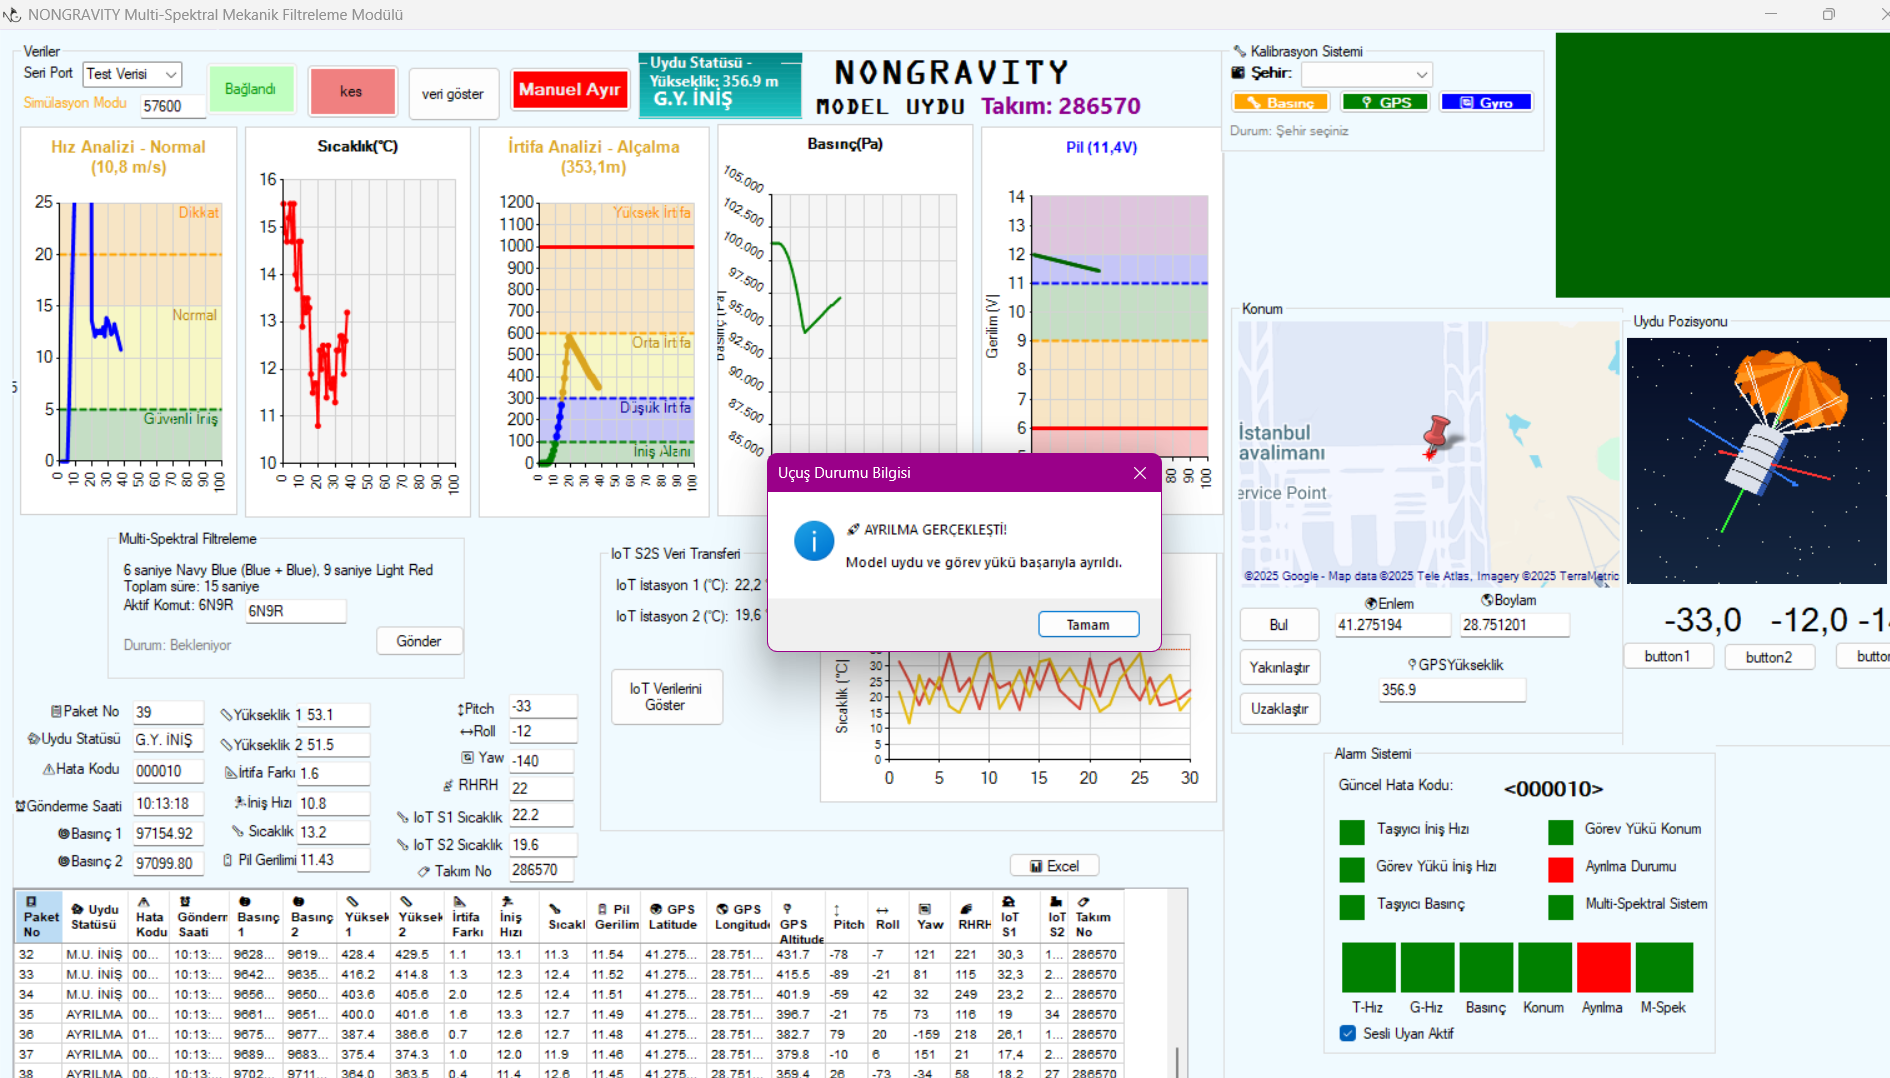 NONGRAVITY Multi-Spektral Mekanik Filtreleme Modülü
Veriler
Seri Port
Test Verisi
Simülasyon Modu
57600
Bağlandı
kes
veri göster
Manuel Ayır
Uydu Statüsü -
Yükseklik: 356.9 m
G.Y. İNİŞ
NONGRAVITY
MODEL UYDU
Takım: 286570
Kalibrasyon Sistemi
Şehir:
Basınç
GPS
Gyro
Durum: Şehir seçiniz
Hız Analizi - Normal
(10,8 m/s)
Dikkat
Normal
Güvenli İniş
25
20
15
10
5
0
0 10 20 30 40 50 60 70 80 90 100
Sıcaklık(°C)
16
15
14
13
12
11
10
0 10 20 30 40 50 60 70 80 90 100
İrtifa Analizi - Alçalma
(353,1m)
Yüksek İrtifa
Orta İrtifa
Düşük İrtifa
İniş Alanı
1200
1100
1000
900
800
700
600
500
400
300
200
100
0
0 10 20 30 40 50 60 70 80 90 100
Basınç(Pa)
105.000
102.500
100.000
97.500
95.000
92.500
90.000
87.500
85.000
Pil (11,4V)
Gerilim [V]
14
13
12
11
10
9
8
7
6
80 90 100
Uçuş Durumu Bilgisi
AYRILMA GERÇEKLEŞTİ!
Model uydu ve görev yükü başarıyla ayrıldı.
Tamam
Multi-Spektral Filtreleme
6 saniye Navy Blue (Blue + Blue), 9 saniye Light Red
Toplam süre: 15 saniye
Aktif Komut: 6N9R
6N9R
Durum: Bekleniyor
Gönder
IoT S2S Veri Transferi
IoT İstasyon 1 (°C): 22,2
IoT İstasyon 2 (°C): 19,6
IoT Verilerini
Göster
Sıcaklık (°C)
30
25
20
15
10
5
0
0 5 10 15 20 25 30
Konum
İstanbul
avalimanı
ervice Point
©2025 Google - Map data ©2025 Tele Atlas, Imagery ©2025 TerraMetric
Uydu Pozisyonu
Bul
Yakınlaştır
Uzaklaştır
Enlem
41.275194
Boylam
28.751201
GPSYükseklik
356.9
-33,0 -12,0
button1
button2
Paket No 39
Uydu Statüsü G.Y. İNİŞ
Hata Kodu 000010
Gönderme Saati 10:13:18
Basınç 1 97154.92
Basınç 2 97099.80
Yükseklik 1 53.1
Yükseklik 2 51.5
İrtifa Farkı 1.6
İniş Hızı 10.8
Sıcaklık 13.2
Pil Gerilimi 11.43
Pitch -33
Roll -12
Yaw -140
RHRH 22
IoT S1 Sıcaklık 22.2
IoT S2 Sıcaklık 19.6
Takım No 286570
Excel
Alarm Sistemi
Güncel Hata Kodu: <000010>
Taşıyıcı İniş Hızı
Görev Yükü Konum
Görev Yükü İniş Hızı
Ayrılma Durumu
Taşıyıcı Basınç
Multi-Spektral Sistem
T-Hız G-Hız Basınç Konum Ayrılma M-Spek
Sesli Uyarı Aktif
Paket No Uydu Statüsü Hata Kodu Gönderr Saati Basınç 1 Basınç 2 Yüksek 1 Yüksek 2 İrtifa Farkı İniş Hızı Sıcakl Pil Gerilim GPS Latitude GPS Longitude GPS Altitude Pitch Roll Yaw RHRH IoT S1 IoT S2 Takım No
32 M.U. İNİŞ 00... 10:13:... 9628... 9619... 428.4 429.5 1.1 13.1 11.3 11.54 41.275... 28.751... 431.7 -78 -7 121 221 30,3 1... 286570
33 M.U. İNİŞ 00... 10:13:... 9642... 9635... 416.2 414.8 1.3 12.3 12.4 11.52 41.275... 28.751... 415.5 -89 -21 81 115 32,3 2... 286570
34 M.U. İNİŞ 00... 10:13:... 9656... 9650... 403.6 405.6 2.0 12.5 12.4 11.51 41.275... 28.751... 401.9 -59 42 32 249 23,2 2... 286570
35 AYRILMA 00... 10:13:... 9661... 9651... 400.0 401.6 1.6 13.3 12.7 11.49 41.275... 28.751... 396.7 -21 75 73 116 19 34 286570
36 AYRILMA 01... 10:13:... 9675... 9677... 387.4 386.6 0.7 12.6 12.7 11.48 41.275... 28.751... 382.7 79 20 -159 218 26,1 1... 286570
37 AYRILMA 00... 10:13:... 9689... 9683... 375.4 374.3 1.0 12.0 11.9 11.46 41.275... 28.751... 379.8 -10 6 151 21 17,4 2... 286570
38 AYRILMA 00... 10:13:... 9702... 9711... 364.0 363.5 0.4 11.4 12.6 11.45 41.275... 28.751... 359.4 26 -73 -34 58 18.2 27 286570